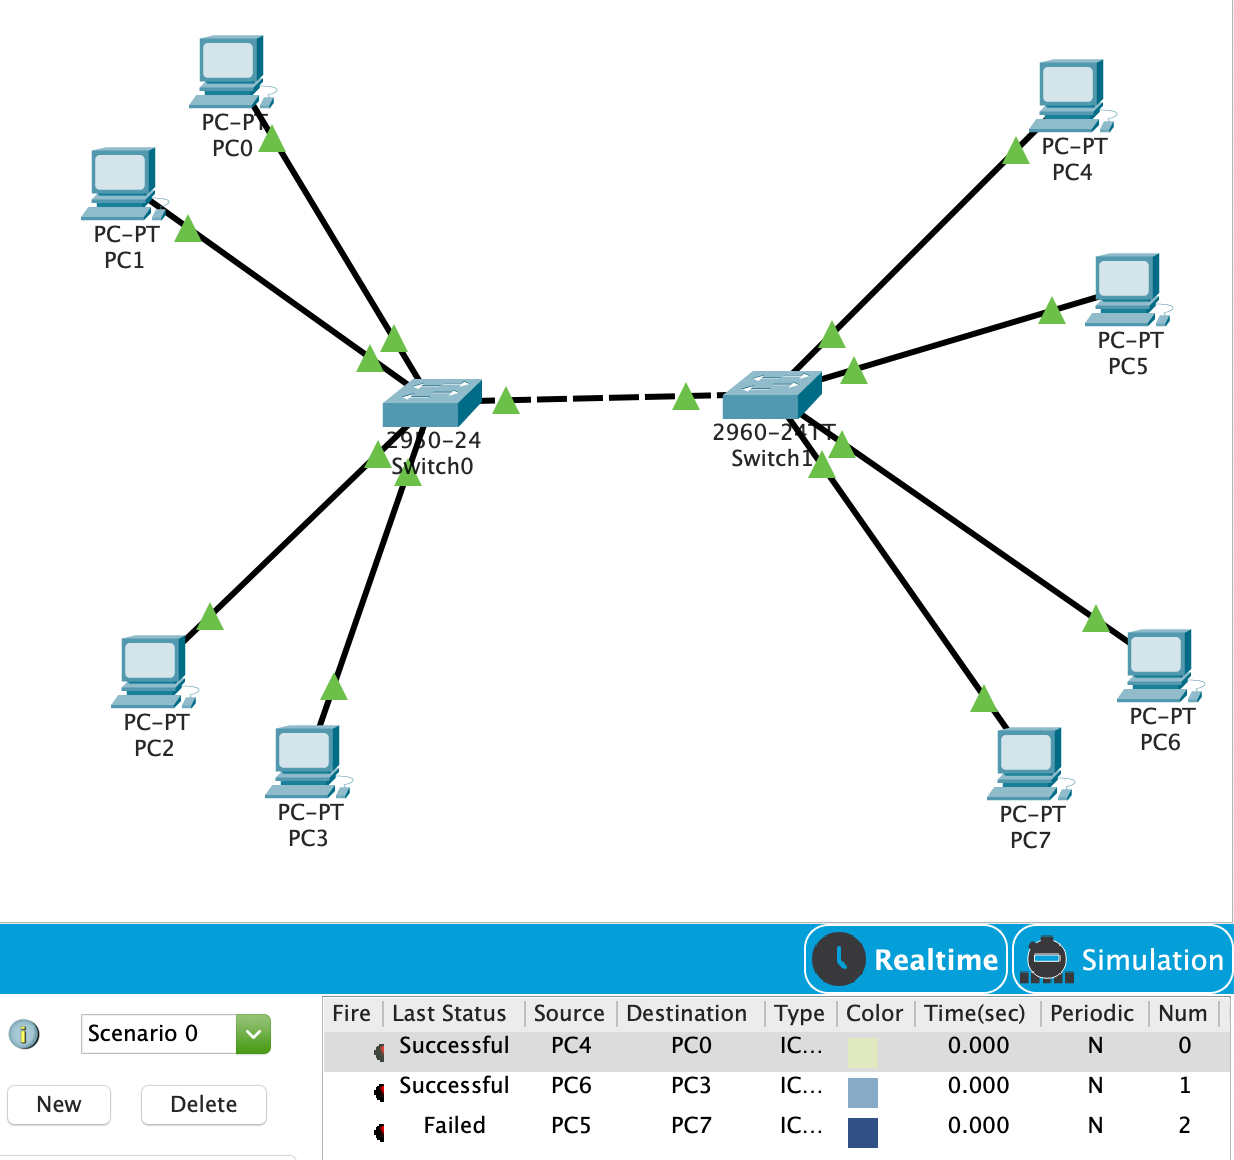 PC-PT
PC0
PC-PT
PC1
PC-PT
PC4
PC-PT
PC5
2950-24
Switch0
2960-24TT
Switch1
PC-PT
PC2
PC-PT
PC3
PC-PT
PC6
PC-PT
PC7
Realtime
Simulation
Scenario 0
New
Delete
Fire Last Status Source Destination Type Color Time(sec) Periodic Num
Successful PC4 PC0 IC... 0.000 N 0
Successful PC6 PC3 IC... 0.000 N 1
Failed PC5 PC7 IC... 0.000 N 2